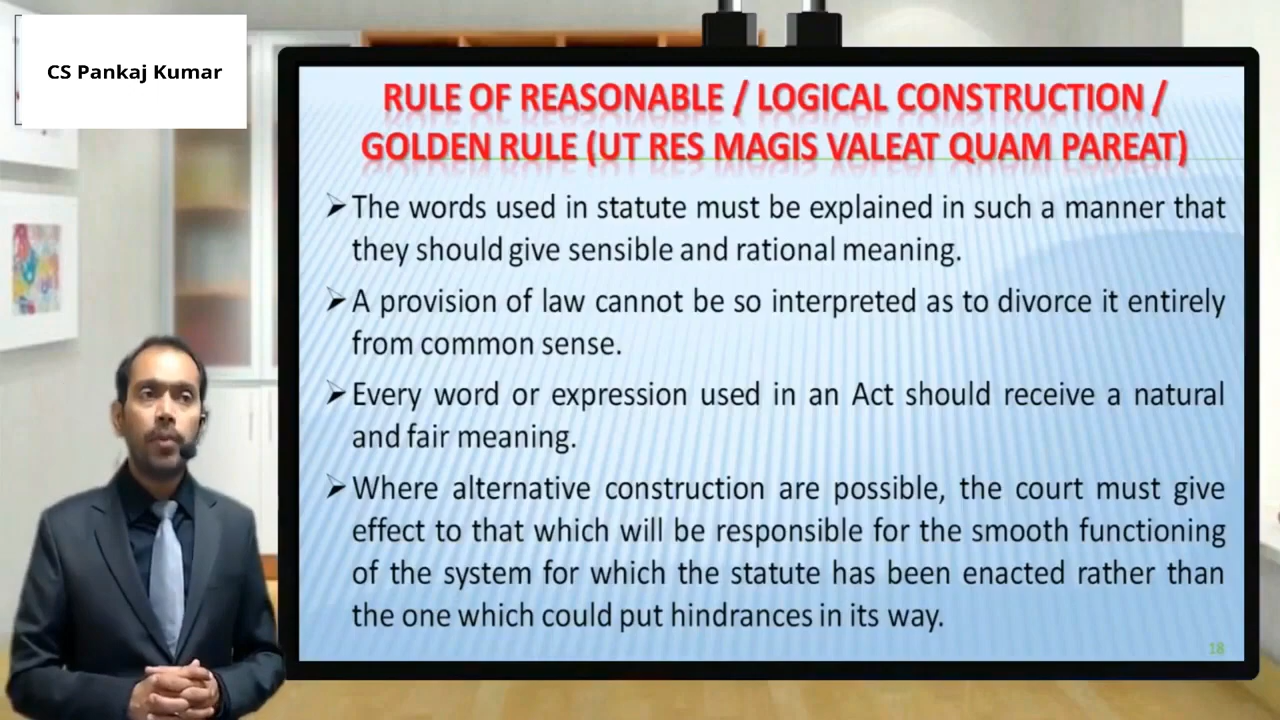 CS Pankaj Kumar
RULE OF REASONABLE / LOGICAL CONSTRUCTION /
GOLDEN RULE (UT RES MAGIS VALEAT QUAM PAREAT)
➢The words used in statute must be explained in such a manner that
they should give sensible and rational meaning.
➢A provision of law cannot be so interpreted as to divorce it entirely
from common sense.
➢Every word or expression used in an Act should receive a natural
and fair meaning.
➢Where alternative construction are possible, the court must give
effect to that which will be responsible for the smooth functioning
of the system for which the statute has been enacted rather than
the one which could put hindrances in its way.
18